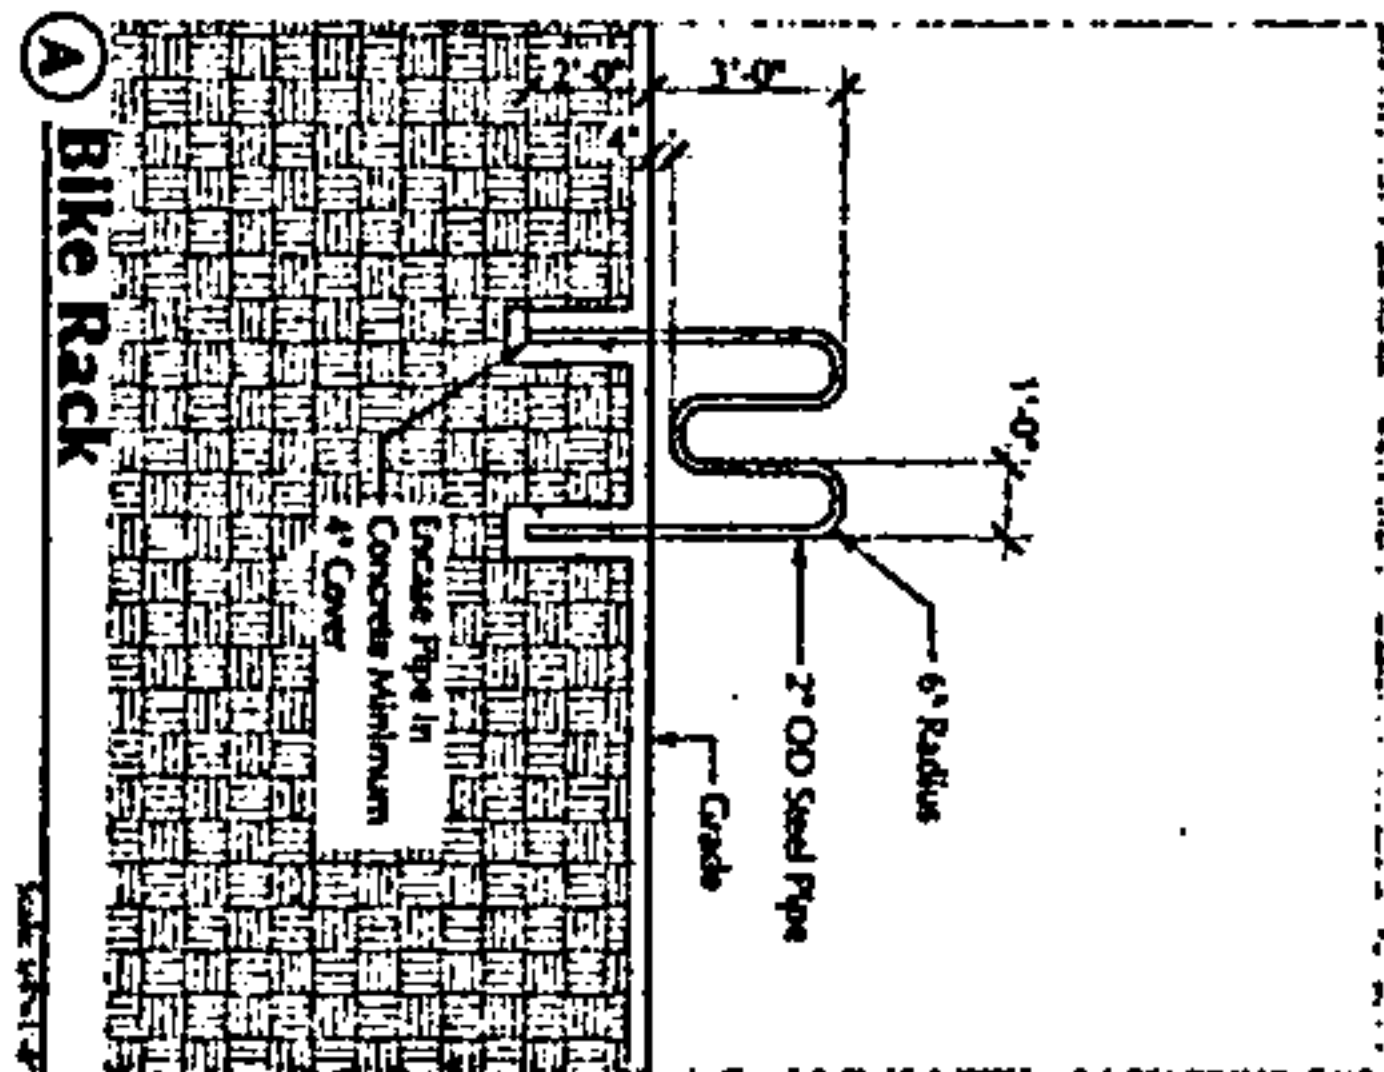 3'-0"
2'-0"
4"
1'-0"
6" Radius
2" OD Steel Pipe
Grade
Encase Pipe In
Concrete Minimum
4" Cover
A
Bike Rack
Scale